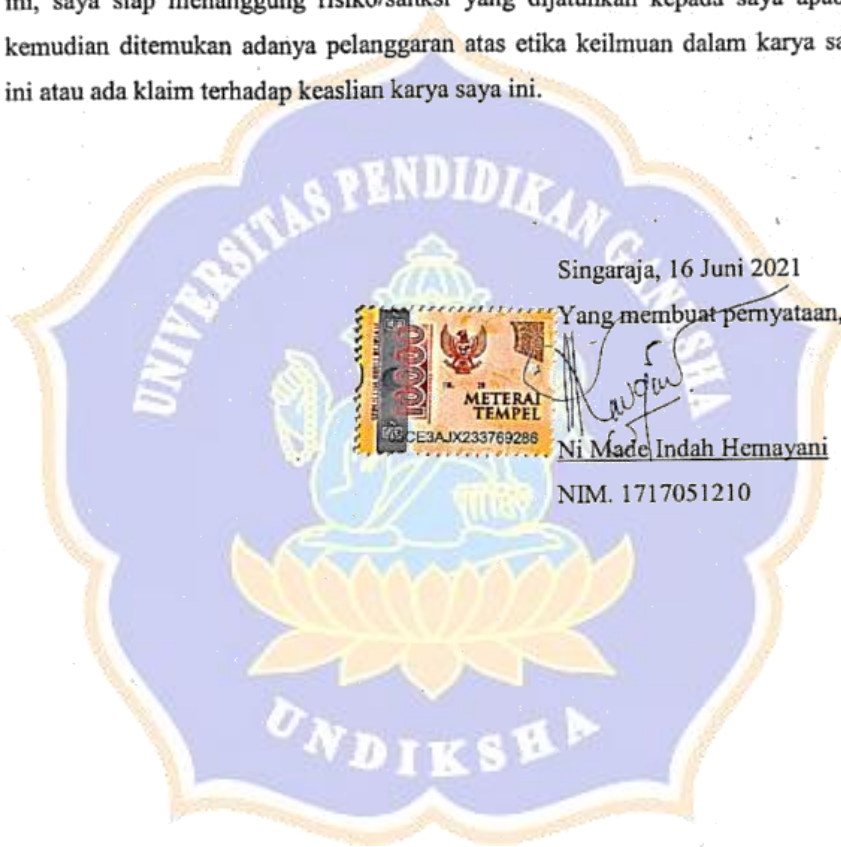 ini, saya siap menanggung risiko/sanksi yang dijatuhkan kepada saya
kemudian ditemukan adanya pelanggaran atas etika keilmuan dalam karya
ini atau ada klaim terhadap keaslian karya saya ini.
UNIVERSITAS PENDIDIKAN GANESHA
Singaraja, 16 Juni 2021
Yang membuat pernyataan,
10000
METERAI
TEMPEL
CE3AJX233769286
Ni Made Indah Hemayani
NIM. 1717051210
UNDIKSHA